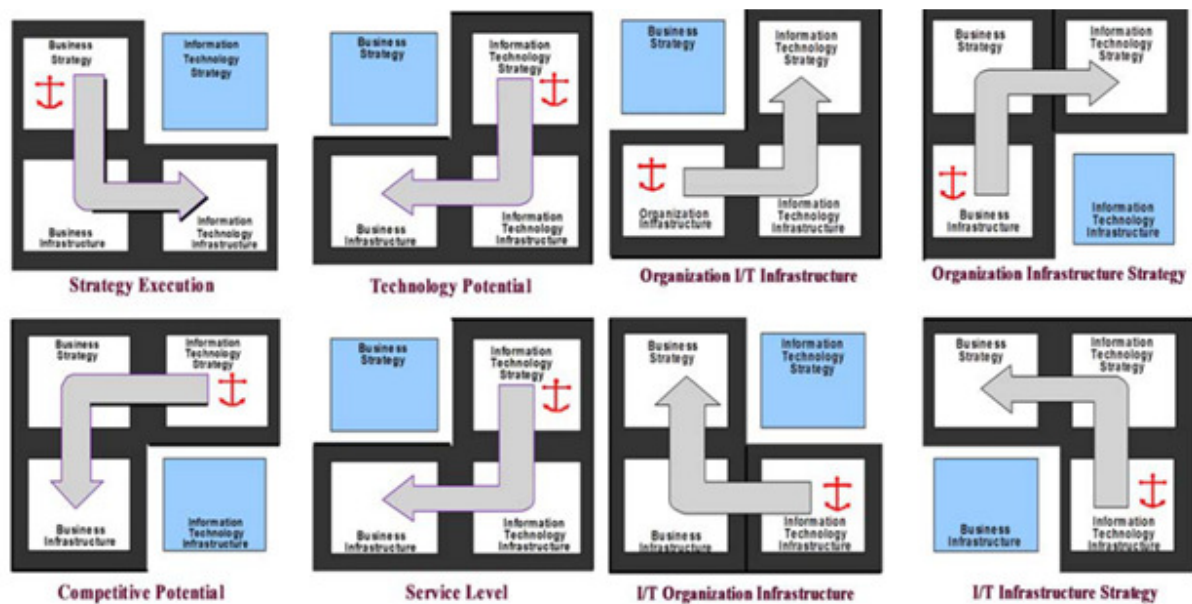 Business
Strategy
Information
Technology
Strategy
Business
Infrastructure
Information
Technology
Infrastructure
Strategy Execution
Business
Strategy
Information
Technology
Strategy
Business
Infrastructure
Information
Technology
Infrastructure
Technology Potential
Business
Strategy
Information
Technology
Strategy
Organization
Infrastructure
Information
Technology
Infrastructure
Organization I/T Infrastructure
Business
Strategy
Information
Technology
Strategy
Business
Infrastructure
Information
Technology
Infrastructure
Organization Infrastructure Strategy
Business
Strategy
Information
Technology
Strategy
Business
Infrastructure
Information
Technology
Infrastructure
Competitive Potential
Business
Strategy
Information
Technology
Strategy
Business
Infrastructure
Information
Technology
Infrastructure
Service Level
Business
Strategy
Information
Technology
Strategy
Business
Infrastructure
Information
Technology
Infrastructure
I/T Organization Infrastructure
Business
Strategy
Information
Technology
Strategy
Business
Infrastructure
Information
Technology
Infrastructure
I/T Infrastructure Strategy